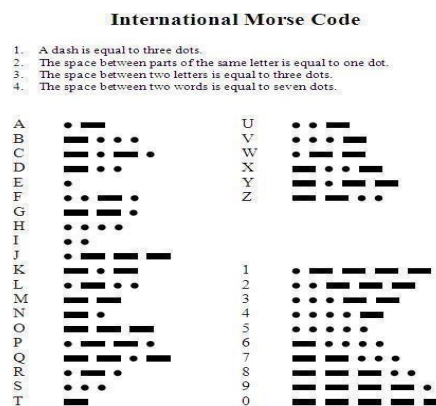 International Morse Code
1. A dash is equal to three dots.
2. The space between parts of the same letter is equal to one dot.
3. The space between two letters is equal to three dots.
4. The space between two words is equal to seven dots.
A
B
C
D
E
F
G
H
I
J
K
L
M
N
O
P
Q
R
S
T
U
V
W
X
Y
Z
1
2
3
4
5
6
7
8
9
0